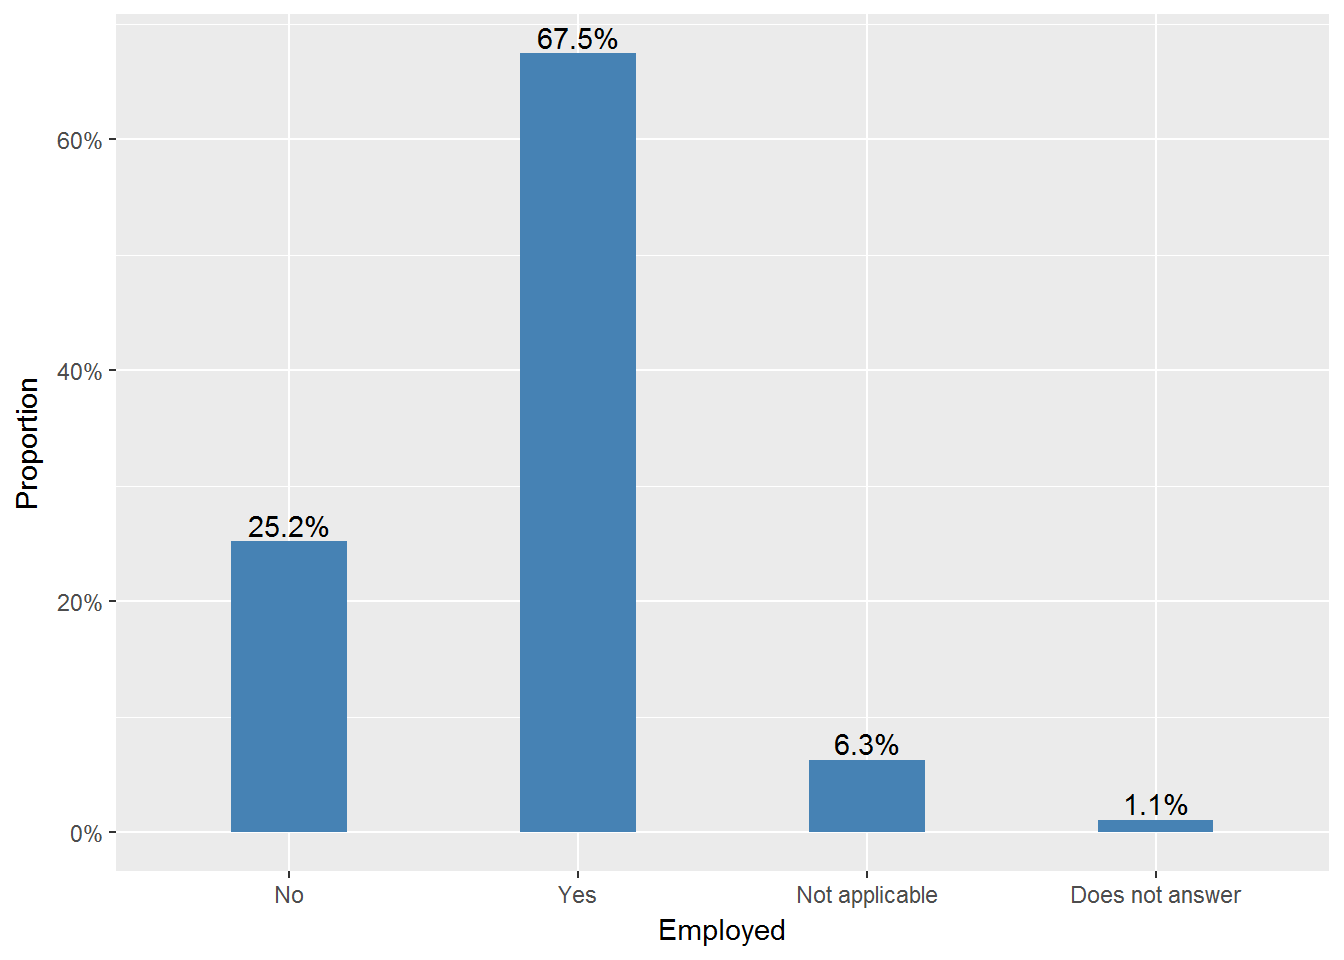 67.5%
60%
40%
25.2%
20%
6.3%
1.1%
0%
Proportion
No
Yes
Not applicable
Does not answer
Employed